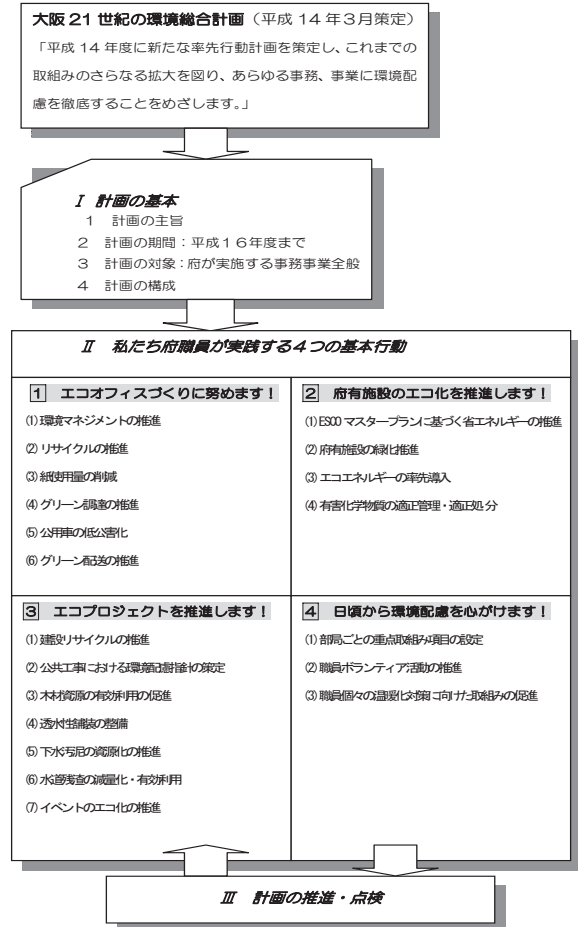 大阪 21 世紀の環境総合計画（平成 14 年３月策定）
「平成 14 年度に新たな率先行動計画を策定し、これまでの
取組みのさらなる拡大を図り、あらゆる事務、事業に環境配
慮を徹底することをめざします。」
Ⅰ 計画の基本
１ 計画の主旨
２ 計画の期間：平成１６年度まで
３ 計画の対象：府が実施する事務事業全般
４ 計画の構成
Ⅱ 私たち府職員が実践する４つの基本行動
１ エコオフィスづくりに努めます！
(1) 環境マネジメントの推進
(2) リサイクルの推進
(3) 紙使用量の削減
(4) グリーン調達の推進
(5) 公用車の低公害化
(6) グリーン配送の推進
２ 府有施設のエコ化を推進します！
(1) ESCO マスタープランに基づく省エネルギーの推進
(2) 府有施設の緑化推進
(3) エコエネルギーの率先導入
(4) 有害化学物質の適正管理・適正処分
３ エコプロジェクトを推進します！
(1) 建設リサイクルの推進
(2) 公共工事における環境配慮指針の策定
(3) 木材資源の有効利用の促進
(4) 透水性舗装の整備
(5) 下水汚泥の資源化の推進
(6) 水道残渣の減量化・有効利用
(7) イベントのエコ化の推進
４ 日頃から環境配慮を心がけます！
(1) 部局ごとの重点取組み項目の設定
(2) 職員ボランティア活動の推進
(3) 職員個々の温暖化対策に向けた取組みの促進
Ⅲ 計画の推進・点検